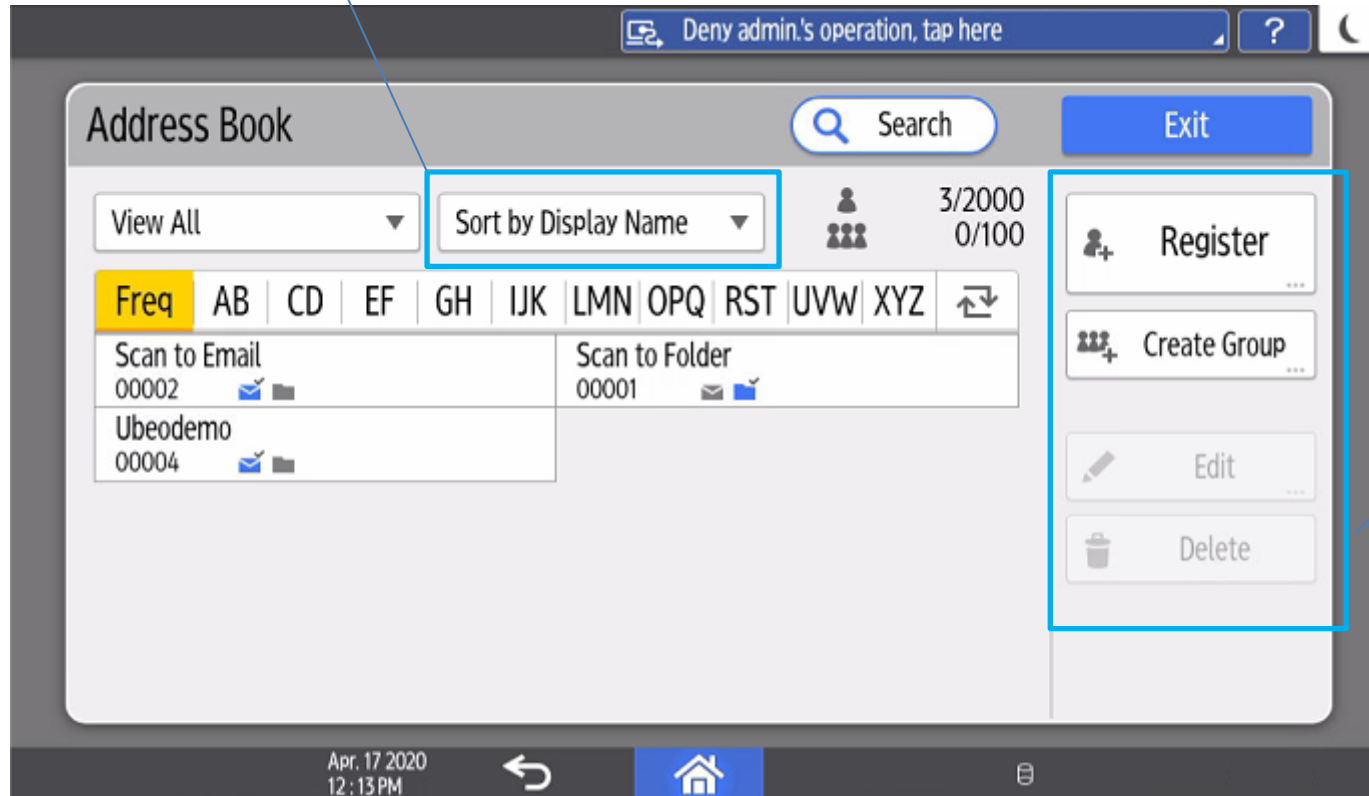 Deny admin.'s operation, tap here
?
Address Book
Search
Exit
View All
Sort by Display Name
3/2000
0/100
Register
...
Freq AB CD EF GH IJK LMN OPQ RST UVW XYZ
Create Group
...
Scan to Email
00002
Scan to Folder
00001
Ubeodemo
00004
Edit
...
Delete
Apr. 17 2020
12 : 13 PM